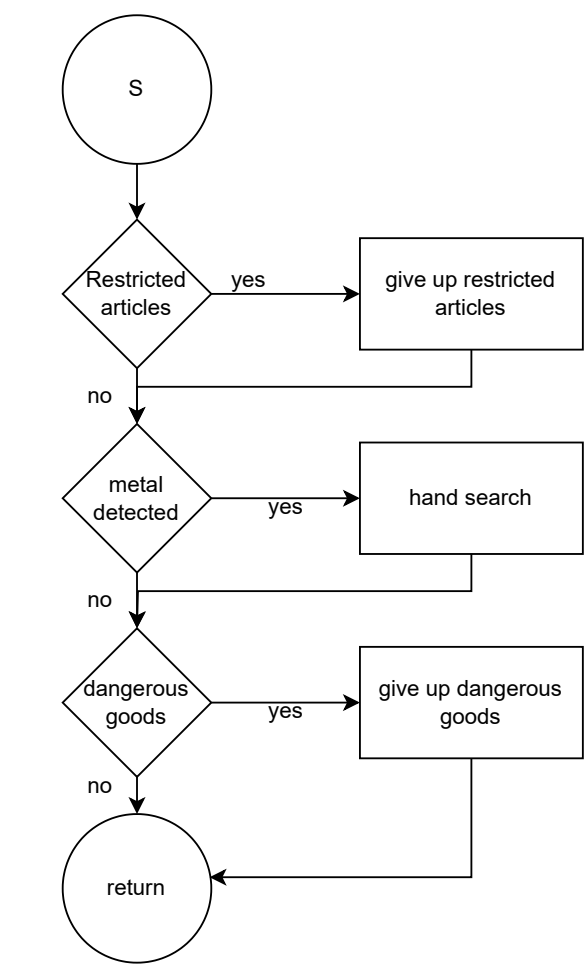 S
Restricted
articles
yes
give up restricted
articles
no
metal
detected
yes
hand search
no
dangerous
goods
yes
give up dangerous
goods
no
return